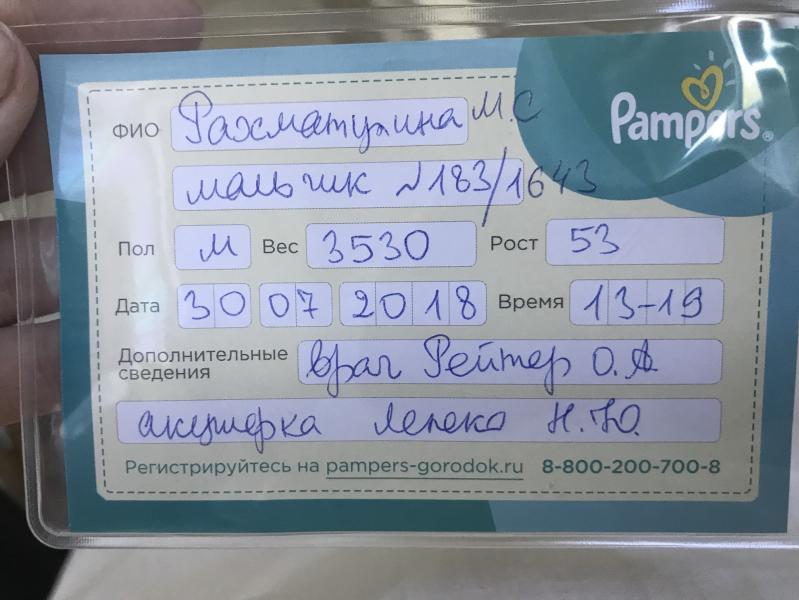 Pampers®
ФИО Рахматулина М.С
мальчик №183/1643
Пол м Вес 3530 Рост 53
Дата 30 07 2018 Время 13-19
Дополнительные сведения врач Рейтер О.А
акушерка Лепеко Н.Ю.
Регистрируйтесь на pampers-gorodok.ru 8-800-200-700-8